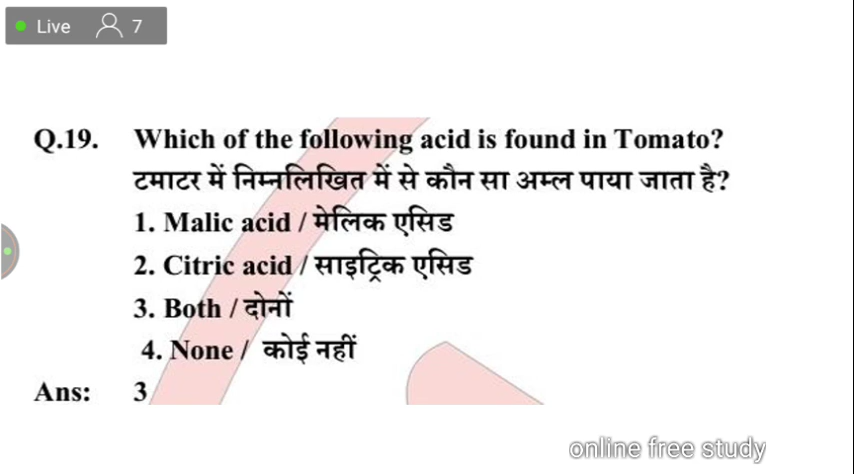 Live 7
Q.19. Which of the following acid is found in Tomato?
टमाटर में निम्नलिखित में से कौन सा अम्ल पाया जाता है?
1. Malic acid / मेलिक एसिड
2. Citric acid / साइट्रिक एसिड
3. Both / दोनों
4. None / कोई नहीं
Ans: 3
online free study